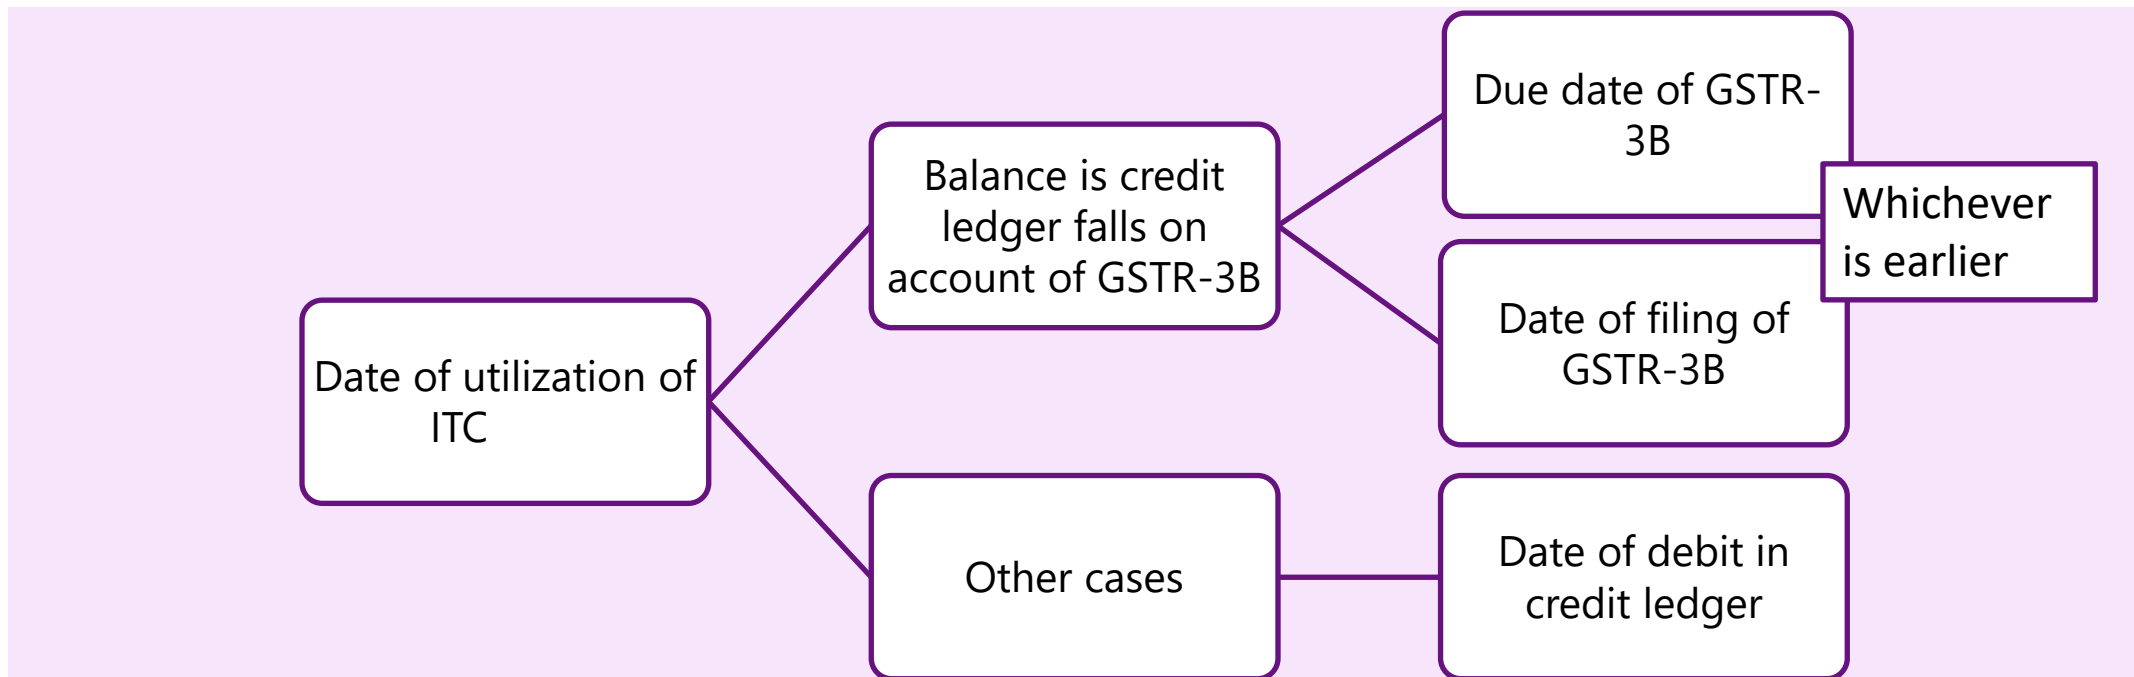 Date of utilization of
ITC
Balance is credit
ledger falls on
account of GSTR-3B
Due date of GSTR-
3B
Whichever
is earlier
Date of filing of
GSTR-3B
Other cases
Date of debit in
credit ledger